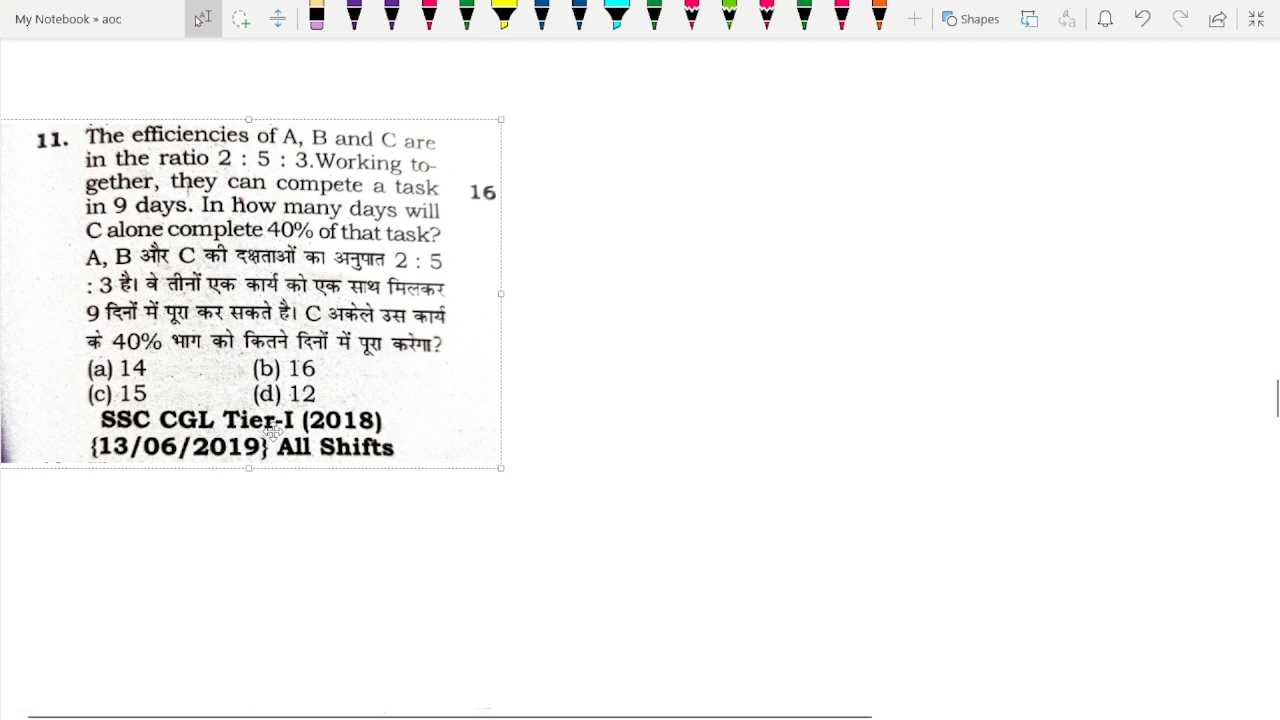 My Notebook » aoc
Shapes
11. The efficiencies of A, B and C are
in the ratio 2 : 5 : 3.Working to-
gether, they can compete a task
in 9 days. In how many days will
C alone complete 40% of that task?
A, B और C की दक्षताओं का अनुपात 2 : 5
: 3 है। वे तीनों एक कार्य को एक साथ मिलकर
9 दिनों में पूरा कर सकते है। C अकेले उस कार्य
के 40% भाग को कितने दिनों में पूरा करेगा?
(a) 14 (b) 16
(c) 15 (d) 12
SSC CGL Tier-I (2018)
{13/06/2019} All Shifts
16